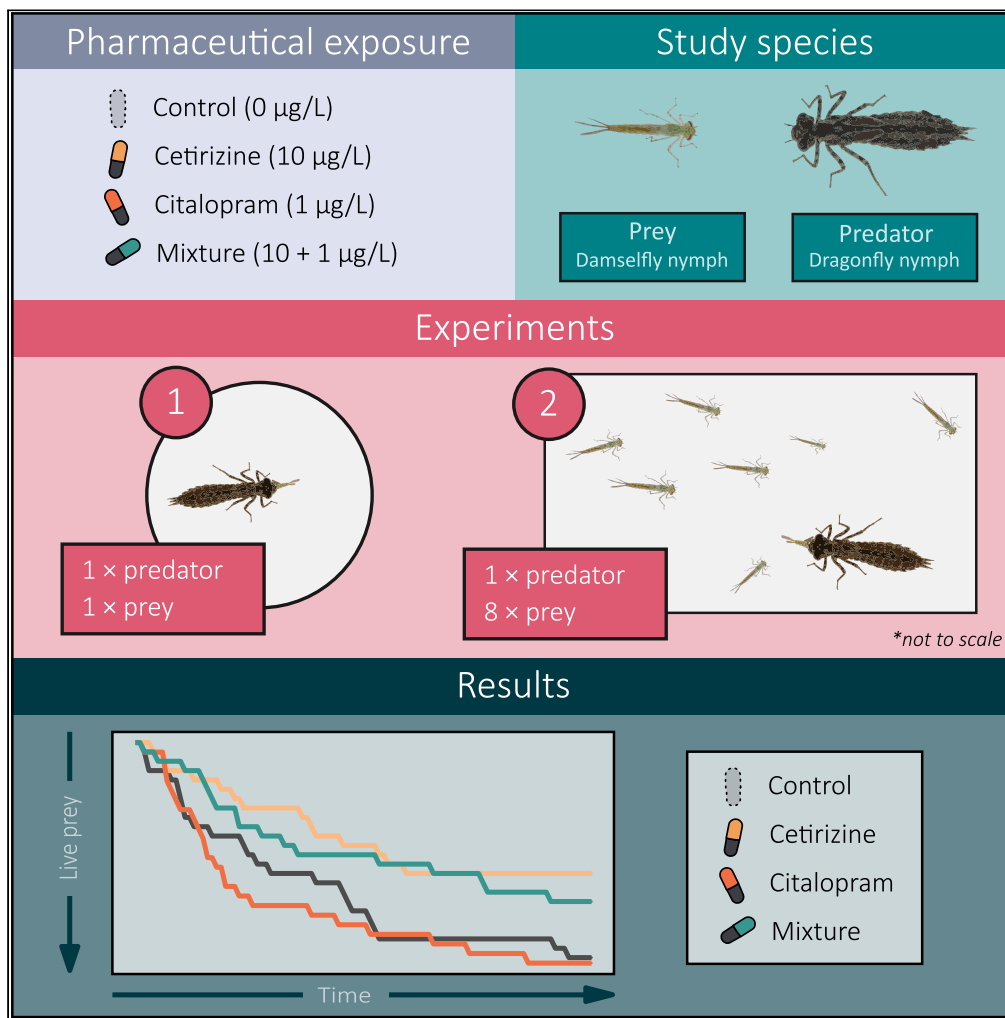 Pharmaceutical exposure
Control (0 µg/L)
Cetirizine (10 µg/L)
Citalopram (1 µg/L)
Mixture (10 + 1 µg/L)
Study species
Prey
Damselfly nymph
Predator
Dragonfly nymph
Experiments
1
1 × predator
1 × prey
2
1 × predator
8 × prey
*not to scale
Results
Live prey
Time
Control
Cetirizine
Citalopram
Mixture